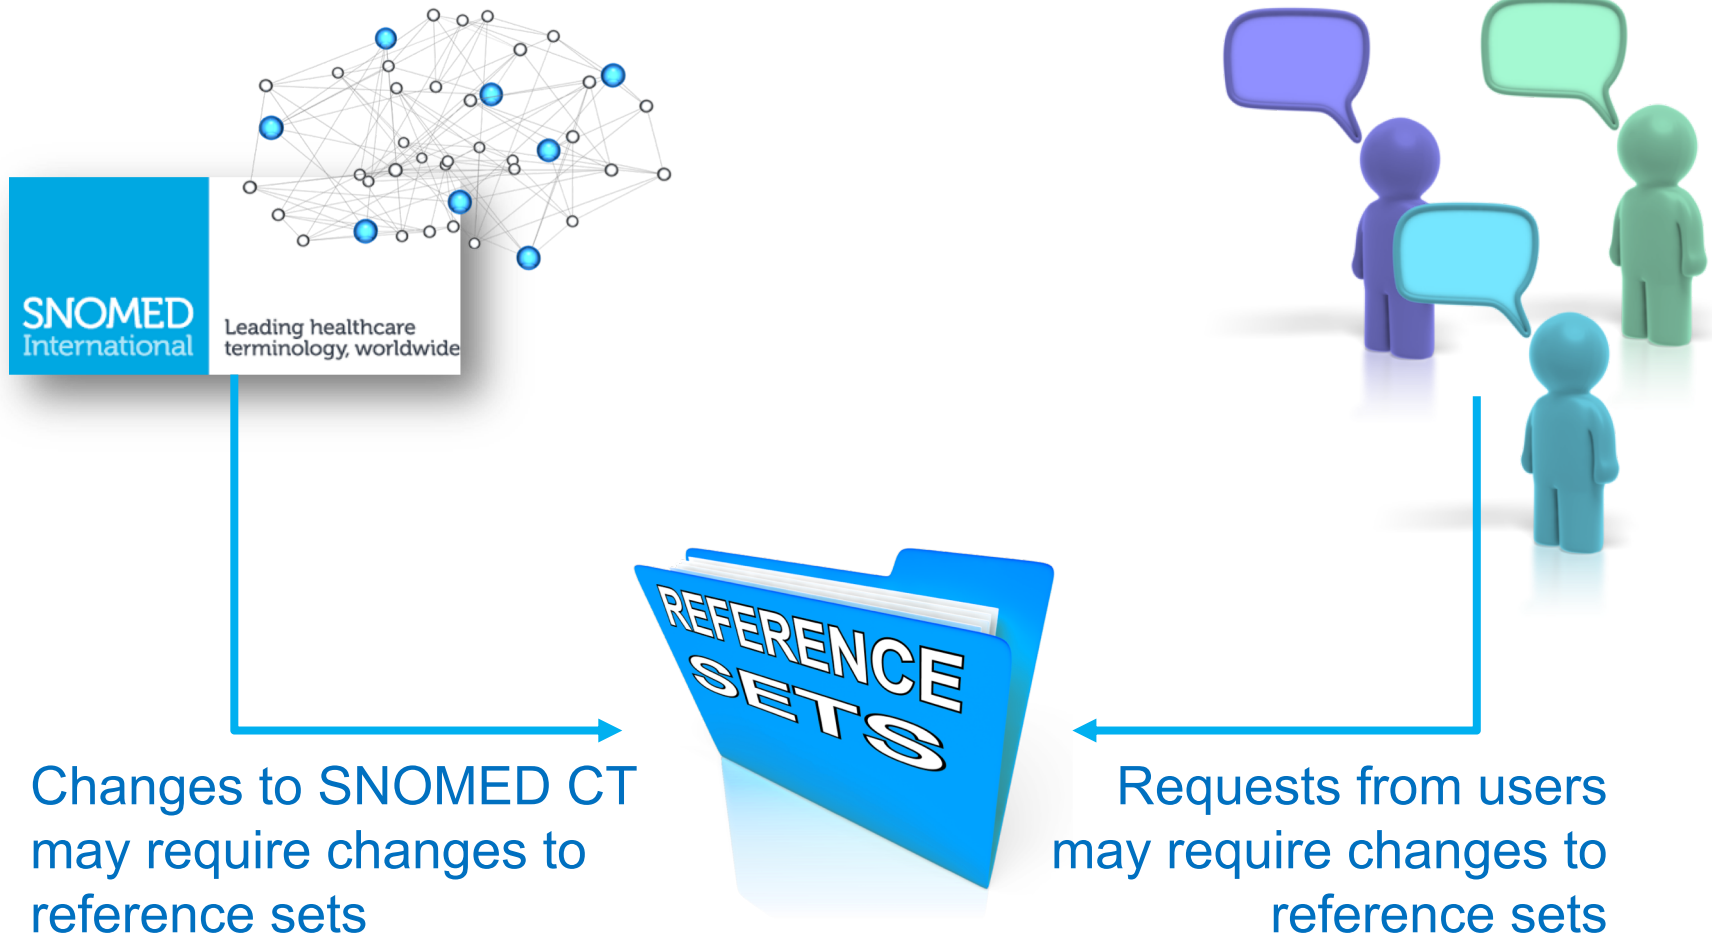 SNOMED
International
Leading healthcare
terminology, worldwide
REFERENCE
SETS
Changes to SNOMED CT
may require changes to
reference sets
Requests from users
may require changes to
reference sets